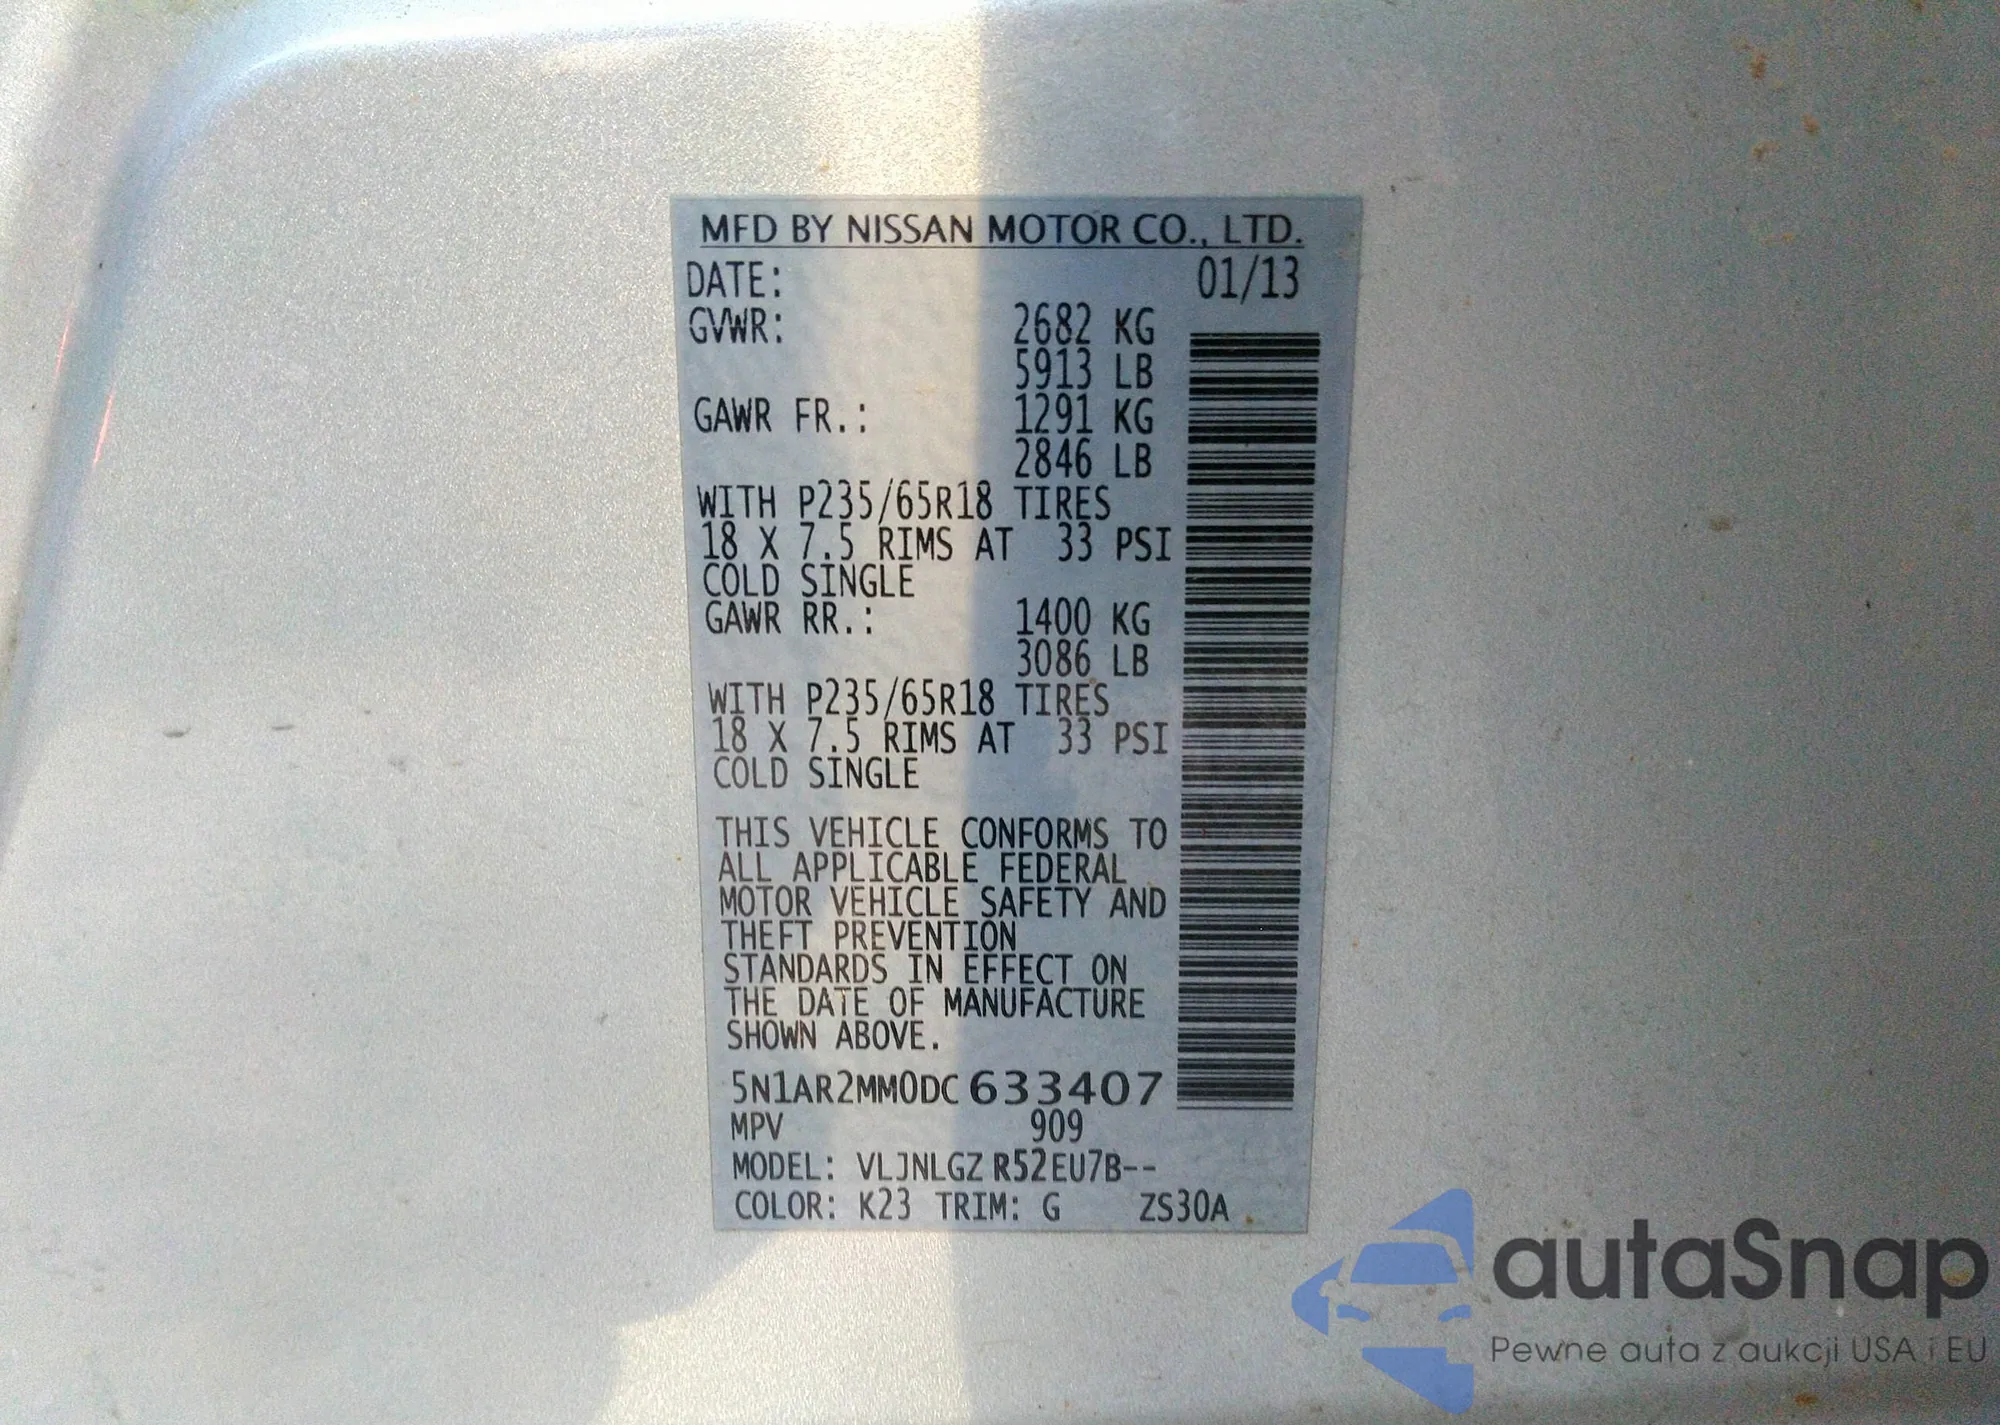 MFD BY NISSAN MOTOR CO., LTD.
DATE: 01/13
GVWR: 2682 KG
5913 LB
GAWR FR.: 1291 KG
2846 LB
WITH P235/65R18 TIRES
18 X 7.5 RIMS AT 33 PSI
COLD SINGLE
GAWR RR.: 1400 KG
3086 LB
WITH P235/65R18 TIRES
18 X 7.5 RIMS AT 33 PSI
COLD SINGLE
THIS VEHICLE CONFORMS TO
ALL APPLICABLE FEDERAL
MOTOR VEHICLE SAFETY AND
THEFT PREVENTION
STANDARDS IN EFFECT ON
THE DATE OF MANUFACTURE
SHOWN ABOVE.
5N1AR2MM0DC633407
MPV 909
MODEL: VLJNLGZ R52EU7B--
COLOR: K23 TRIM: G ZS30A
autaSnap
Pewne auta z aukcji USA i EU